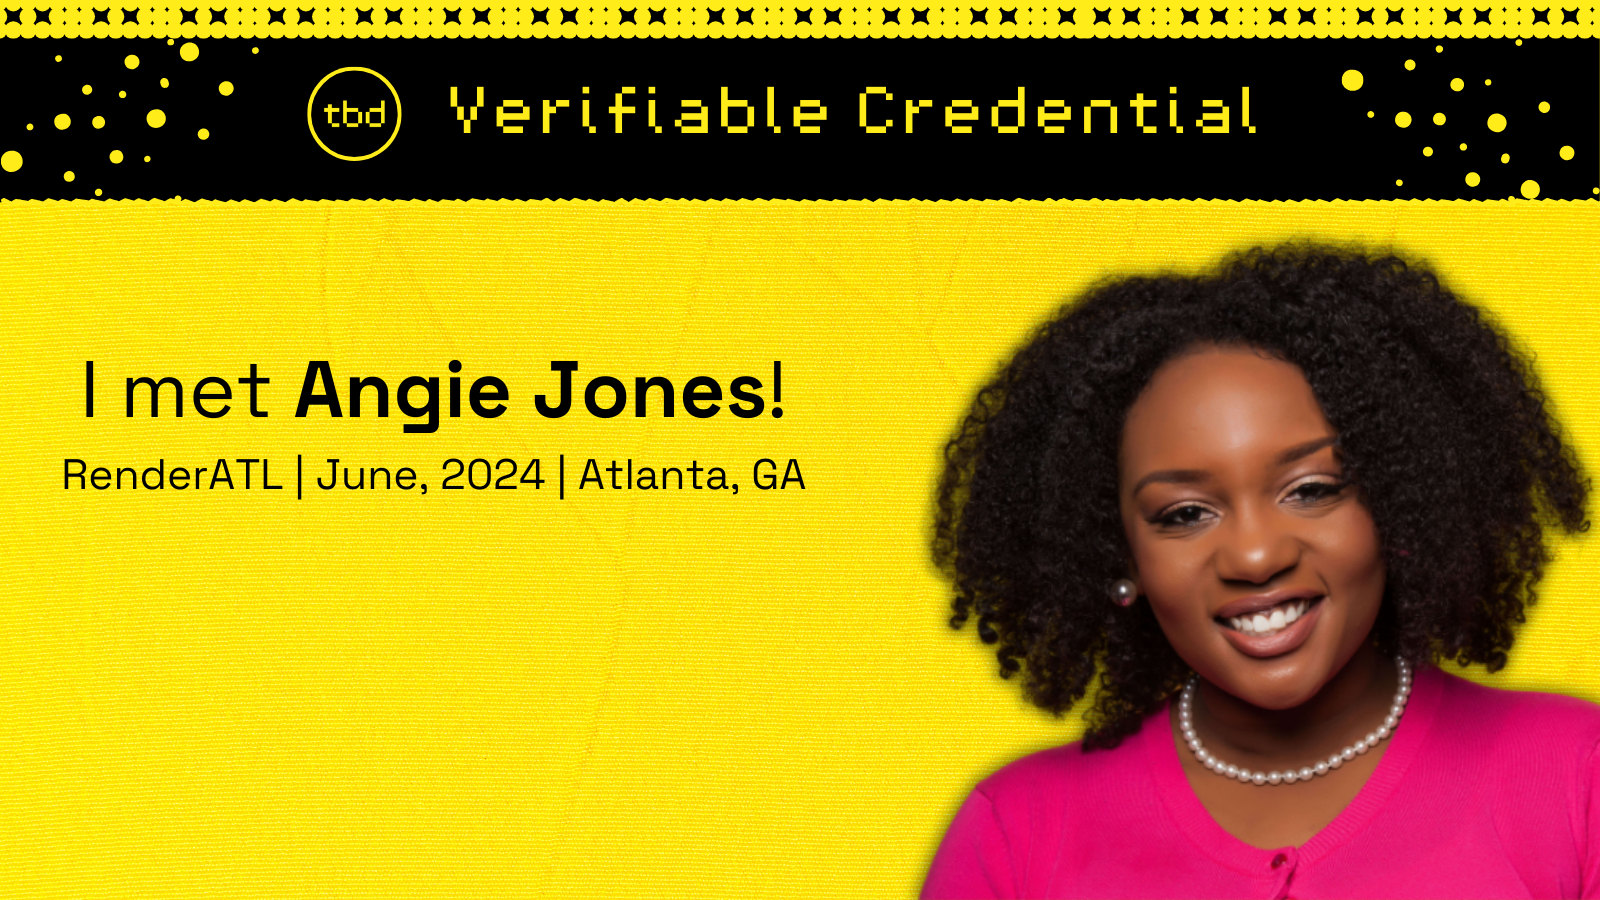 tbd Verifiable Credential
I met Angie Jones!
RenderATL | June, 2024 | Atlanta, GA